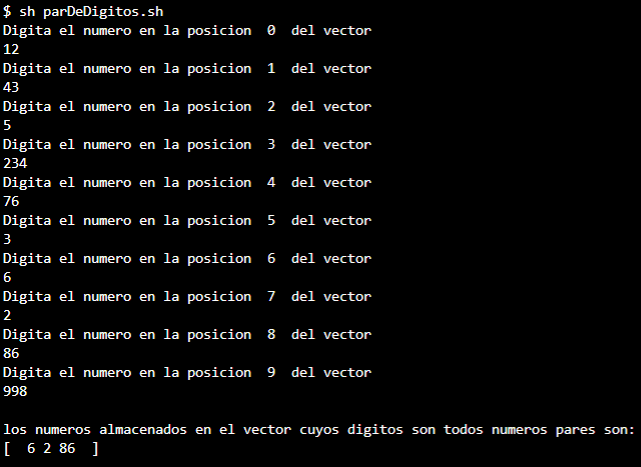 $ sh parDeDigitos.sh
Digita el numero en la posicion  0  del vector
12
Digita el numero en la posicion  1  del vector
43
Digita el numero en la posicion  2  del vector
5
Digita el numero en la posicion  3  del vector
234
Digita el numero en la posicion  4  del vector
76
Digita el numero en la posicion  5  del vector
3
Digita el numero en la posicion  6  del vector
6
Digita el numero en la posicion  7  del vector
2
Digita el numero en la posicion  8  del vector
86
Digita el numero en la posicion  9  del vector
998
los numeros almacenados en el vector cuyos digitos son todos numeros pares son:
[  6 2 86  ]